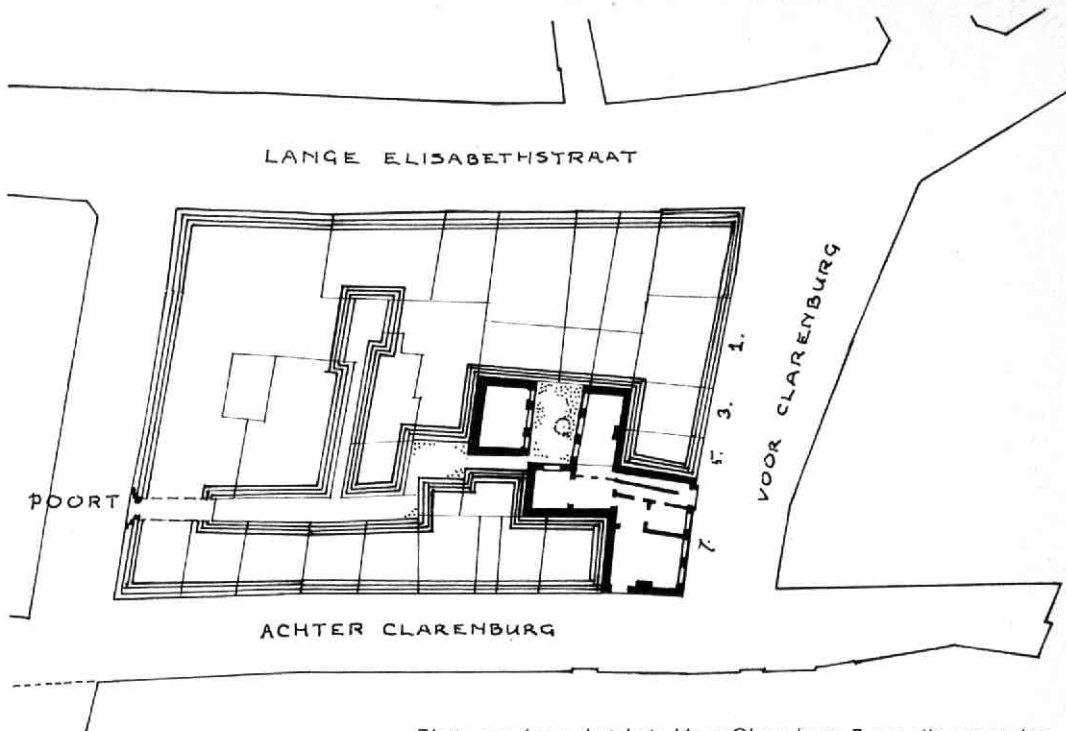 LANGE ELISABETHSTRAAT
VOOR CLARENBURG
1.
3.
5.
7.
POORT
ACHTER CLARENBURG